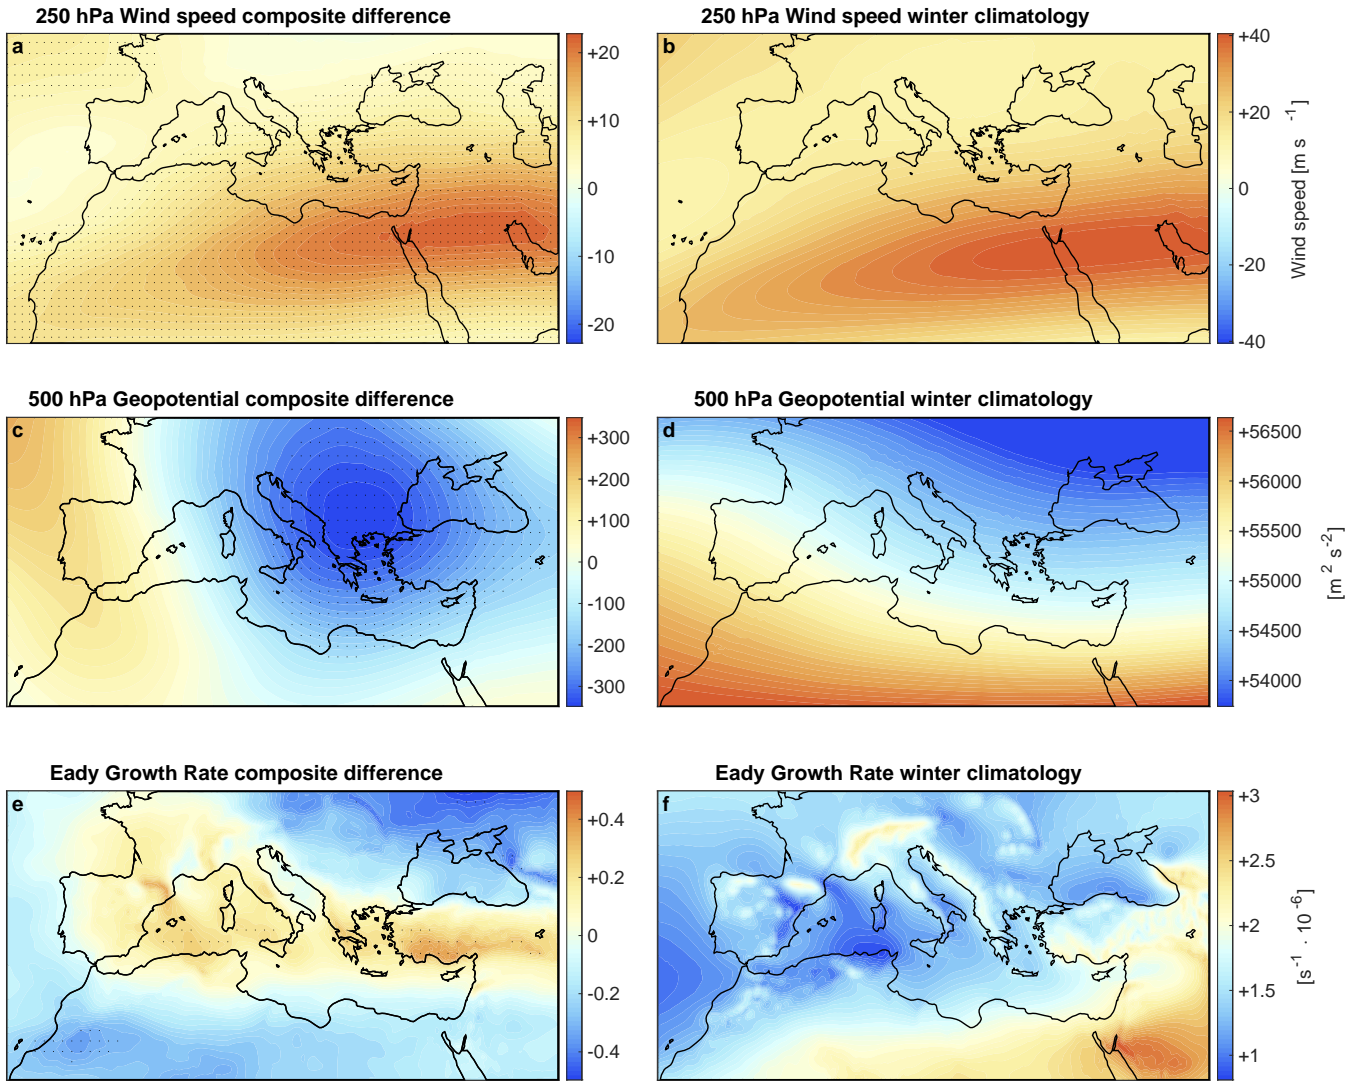 250 hPa Wind speed composite difference
250 hPa Wind speed winter climatology
a
+20
+10
0
-10
-20
b
+40
+20
0
-20
-40
Wind speed [m s -1]
500 hPa Geopotential composite difference
500 hPa Geopotential winter climatology
c
+300
+200
+100
0
-100
-200
-300
d
+56500
+56000
+55500
+55000
+54500
+54000
[m 2 s-2]
Eady Growth Rate composite difference
Eady Growth Rate winter climatology
e
+0.4
+0.2
0
-0.2
-0.4
f
+3
+2.5
+2
+1.5
+1
[s-1 · 10-6]